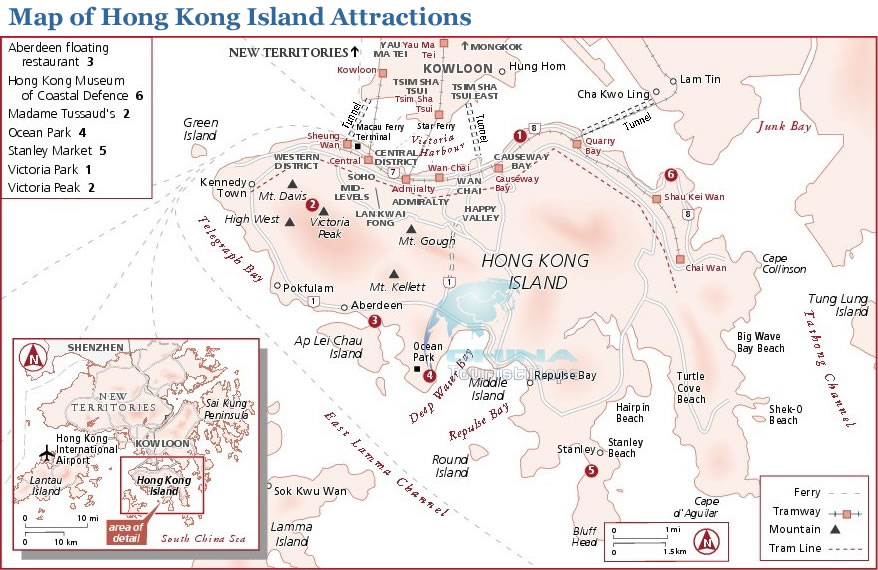 Map of Hong Kong Island Attractions
Aberdeen floating
restaurant 3
Hong Kong Museum
of Coastal Defence 6
Madame Tussaud's 2
Ocean Park 4
Stanley Market 5
Victoria Park 1
Victoria Peak 2
NEW TERRITORIES
YAU
MA TEI
Yau Ma
Tei
MONGKOK
Kowloon
KOWLOON
Hung Hom
TSIM SHA
TSUI
TSIM SHA
TSUI EAST
Tsim Sha
Tsui
Lam Tin
Cha Kwo Ling
Tunnel
Tunnel
Tunnel
Junk Bay
Green
Island
Macau Ferry
Terminal
Star Ferry
Victoria
Harbour
Sheung
Wan
Central
CENTRAL
DISTRICT
WESTERN
DISTRICT
7
1
8
Quarry
Bay
Wan Chai
CAUSEWAY
BAY
Causeway
Bay
SOHO
MID-
LEVELS
Admiralty
ADMIRALTY
WAN
CHAI
6
Shau Kei Wan
8
Kennedy
Town
Mt. Davis
2
High West
Victoria
Peak
LAN KWAI
FONG
HAPPY
VALLEY
Mt. Gough
Telegraph Bay
HONG KONG
ISLAND
Chai Wan
Cape
Collinson
Mt. Kellett
1
Pokfulam
1
Aberdeen
3
Tung Lung
Island
Tathong Channel
Ap Lei Chau
Island
Ocean
Park
4
CHINA
tourist maps
Big Wave
Bay Beach
Deep Water Bay
Middle
Island
Repulse Bay
Repulse Bay
Turtle
Cove
Beach
Hairpin
Beach
Shek-O
Beach
East Lamma Channel
Round
Island
Stanley
Stanley
Beach
5
Sok Kwu Wan
Lamma
Island
Bluff
Head
Cape
d'Aguilar
SHENZHEN
NEW
TERRITORIES
Sai Kung
Peninsula
KOWLOON
Hong Kong
International
Airport
Lantau
Island
Hong Kong
Island
area of
detail
South China Sea
N
0 10 mi
0 10 km
0 1 mi
0 1.5 km
N
Ferry
Tramway
Mountain
Tram Line